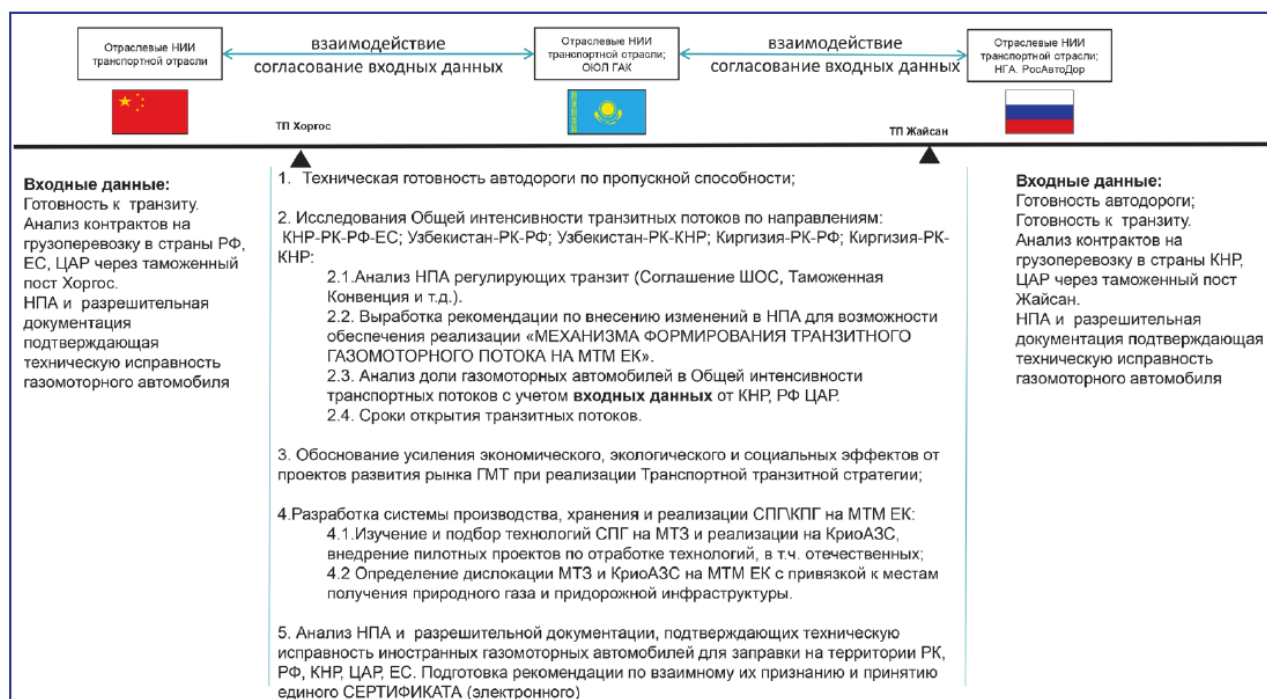 Отраслевые НИИ
транспортной отрасли
взаимодействие
согласование входных данных
Отраслевые НИИ
транспортной отрасли;
ОЮЛ ГАК
взаимодействие
согласование входных данных
Отраслевые НИИ
транспортной отрасли;
НГА. РосАвтоДор
ТП Хоргос
ТП Жайсан
Входные данные:
Готовность к транзиту.
Анализ контрактов на
грузоперевозку в страны РФ,
ЕС, ЦАР через таможенный
пост Хоргос.
НПА и разрешительная
документация
подтверждающая
техническую исправность
газомоторного автомобиля
1. Техническая готовность автодороги по пропускной способности;
2. Исследования Общей интенсивности транзитных потоков по направлениям:
КНР-РК-РФ-ЕС; Узбекистан-РК-РФ; Узбекистан-РК-КНР; Киргизия-РК-РФ; Киргизия-РК-
КНР:
2.1.Анализ НПА регулирующих транзит (Соглашение ШОС, Таможенная
Конвенция и т.д.).
2.2. Выработка рекомендации по внесению изменений в НПА для возможности
обеспечения реализации «МЕХАНИЗМА ФОРМИРОВАНИЯ ТРАНЗИТНОГО
ГАЗОМОТОРНОГО ПОТОКА НА МТМ ЕК».
2.3. Анализ доли газомоторных автомобилей в Общей интенсивности
транспортных потоков с учетом входных данных от КНР, РФ ЦАР.
2.4. Сроки открытия транзитных потоков.
3. Обоснование усиления экономического, экологического и социальных эффектов от
проектов развития рынка ГМТ при реализации Транспортной транзитной стратегии;
4.Разработка системы производства, хранения и реализации СПГ\КПГ на МТМ ЕК:
4.1.Изучение и подбор технологий СПГ на МТЗ и реализации на КриоАЗС,
внедрение пилотных проектов по отработке технологий, в т.ч. отечественных;
4.2 Определение дислокации МТЗ и КриоАЗС на МТМ ЕК с привязкой к местам
получения природного газа и придорожной инфраструктуры.
5. Анализ НПА и разрешительной документации, подтверждающих техническую
исправность иностранных газомоторных автомобилей для заправки на территории РК,
РФ, КНР, ЦАР, ЕС. Подготовка рекомендации по взаимному их признанию и принятию
единого СЕРТИФИКАТА (электронного)
Входные данные:
Готовность автодороги;
Готовность к транзиту.
Анализ контрактов на
грузоперевозку в страны КНР,
ЦАР через таможенный пост
Жайсан.
НПА и разрешительная
документация подтверждающая
техническую исправность
газомоторного автомобиля